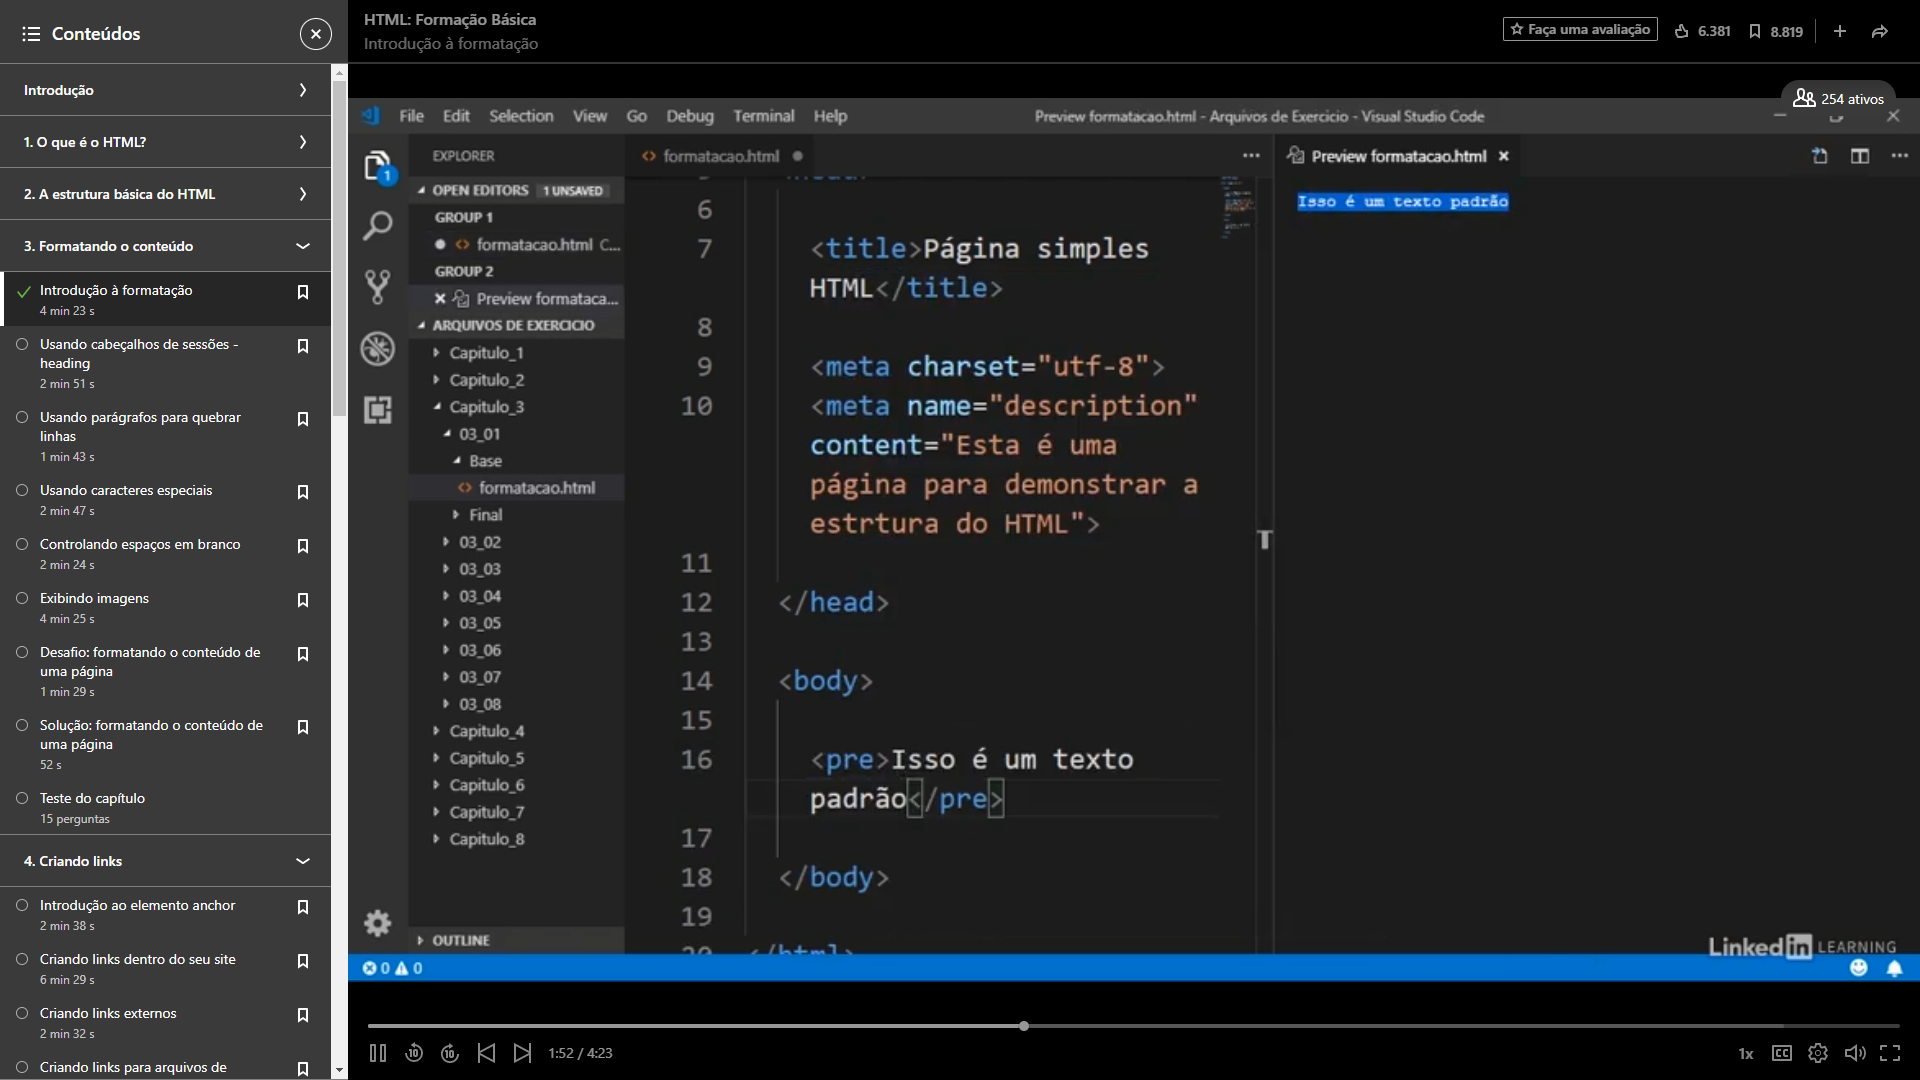 Conteúdos
Introdução
1. O que é o HTML?
2. A estrutura básica do HTML
3. Formatando o conteúdo
Introdução à formatação
4 min 23 s
Usando cabeçalhos de sessões -
heading
2 min 51 s
Usando parágrafos para quebrar
linhas
1 min 43 s
Usando caracteres especiais
2 min 47 s
Controlando espaços em branco
2 min 24 s
Exibindo imagens
4 min 25 s
Desafio: formatando o conteúdo de
uma página
1 min 29 s
Solução: formatando o conteúdo de
uma página
52 s
Teste do capítulo
15 perguntas
4. Criando links
Introdução ao elemento anchor
2 min 38 s
Criando links dentro do seu site
6 min 29 s
Criando links externos
2 min 32 s
Criando links para arquivos de
HTML: Formação Básica
Introdução à formatação
Faça uma avaliação
6.381
8.819
254 ativos
File Edit Selection View Go Debug Terminal Help
Preview formatacao.html - Arquivos de Exercicio - Visual Studio Code
1
EXPLORER
OPEN EDITORS 1 UNSAVED
GROUP 1
formatacao.html C...
GROUP 2
Preview formataca...
ARQUIVOS DE EXERCICIO
Capitulo_1
Capitulo_2
Capitulo_3
03_01
Base
formatacao.html
Final
03_02
03_03
03_04
03_05
03_06
03_07
03_08
Capitulo_4
Capitulo_5
Capitulo_6
Capitulo_7
Capitulo_8
OUTLINE
formatacao.html
6
7 <title>Página simples
HTML</title>
8
9 <meta charset="utf-8">
10 <meta name="description"
content="Esta é uma
página para demonstrar a
estrtura do HTML">
11
12 </head>
13
14 <body>
15
16 <pre>Isso é um texto
padrão</pre>
17
18 </body>
19
20 </html>
Preview formatacao.html
Isso é um texto padrão
LinkedIn LEARNING
0 0
10 10 1:52 / 4:23
1x CC